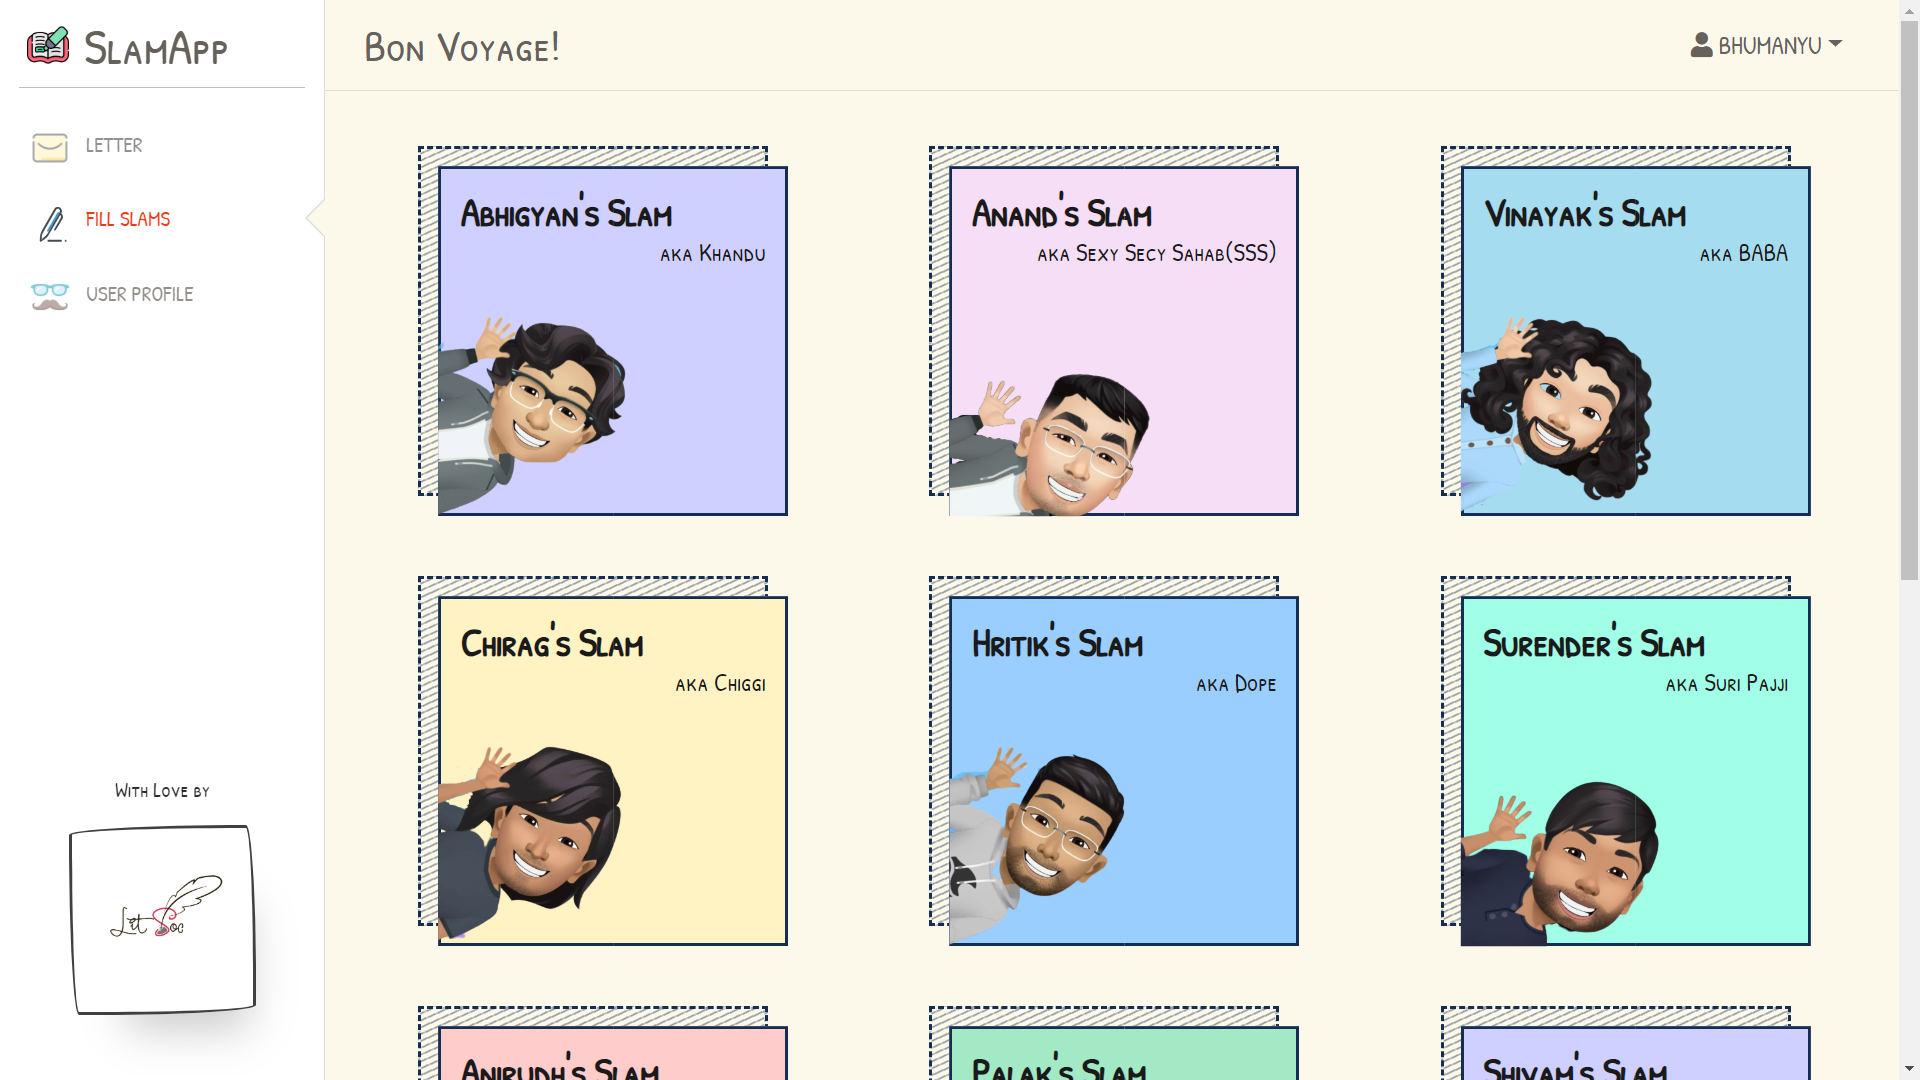 SlamApp
Bon Voyage!
BHUMANYU
LETTER
FILL SLAMS
USER PROFILE
Abhigyan's Slam
aka Khandu
Anand's Slam
aka Sexy Secy Sahab(SSS)
Vinayak's Slam
aka BABA
Chirag's Slam
aka Chiggi
Hritik's Slam
aka Dope
Surender's Slam
aka Suri Pajji
With Love by
Let Soc
Anirudh's Slam
Palak's Slam
Shivam's Slam